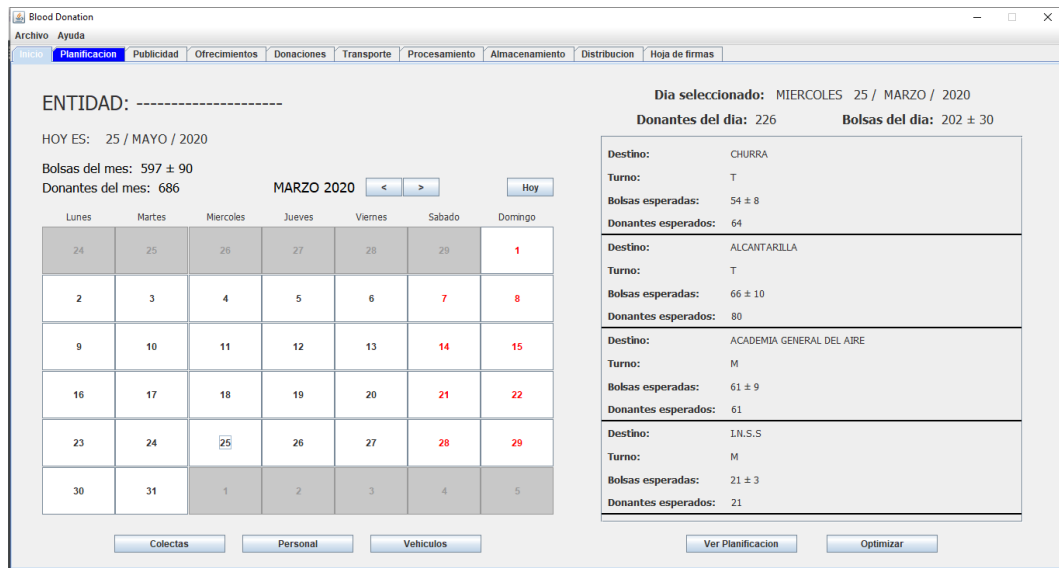 Blood Donation
Archivo Ayuda
Inicio Planificacion Publicidad Ofrecimientos Donaciones Transporte Procesamiento Almacenamiento Distribucion Hoja de firmas
ENTIDAD: ---------------------
HOY ES: 25 / MAYO / 2020
Bolsas del mes: 597 ± 90
Donantes del mes: 686
MARZO 2020 < > Hoy
Lunes Martes Miercoles Jueves Viernes Sabado Domingo
24 25 26 27 28 29 1
2 3 4 5 6 7 8
9 10 11 12 13 14 15
16 17 18 19 20 21 22
23 24 25 26 27 28 29
30 31 1 2 3 4 5
Colectas Personal Vehiculos
Dia seleccionado: MIERCOLES 25 / MARZO / 2020
Donantes del dia: 226 Bolsas del dia: 202 ± 30
Destino: CHURRA
Turno: T
Bolsas esperadas: 54 ± 8
Donantes esperados: 64
Destino: ALCANTARILLA
Turno: T
Bolsas esperadas: 66 ± 10
Donantes esperados: 80
Destino: ACADEMIA GENERAL DEL AIRE
Turno: M
Bolsas esperadas: 61 ± 9
Donantes esperados: 61
Destino: I.N.S.S
Turno: M
Bolsas esperadas: 21 ± 3
Donantes esperados: 21
Ver Planificacion Optimizar